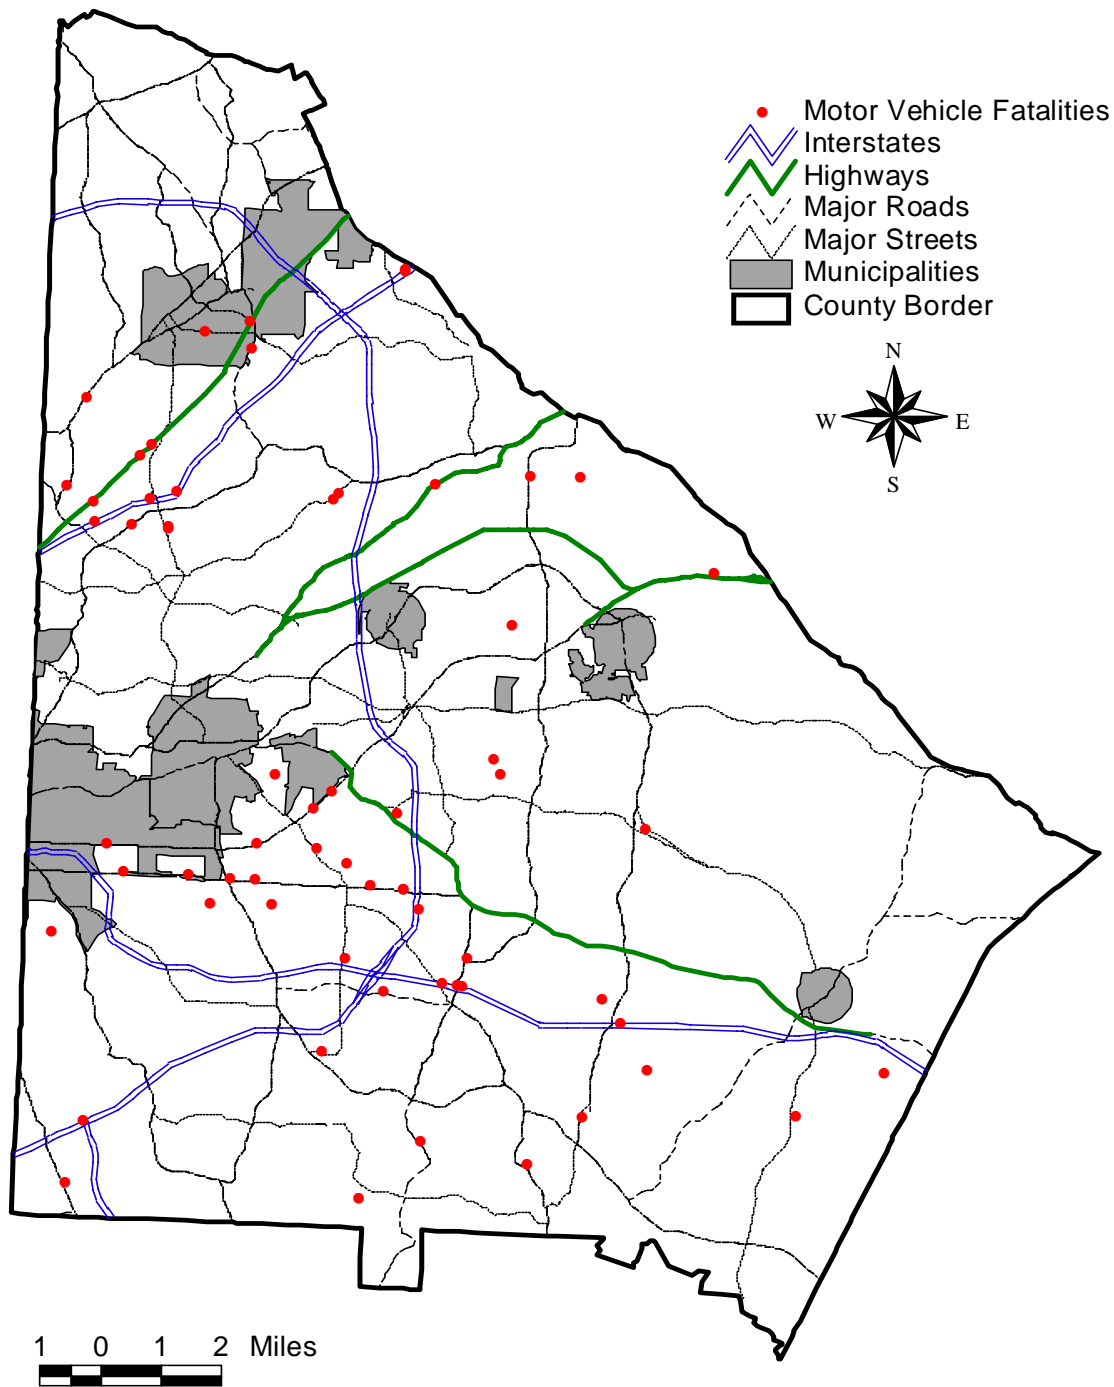 Motor Vehicle Fatalities
Interstates
Highways
Major Roads
Major Streets
Municipalities
County Border
N
W E
S
1 0 1 2 Miles